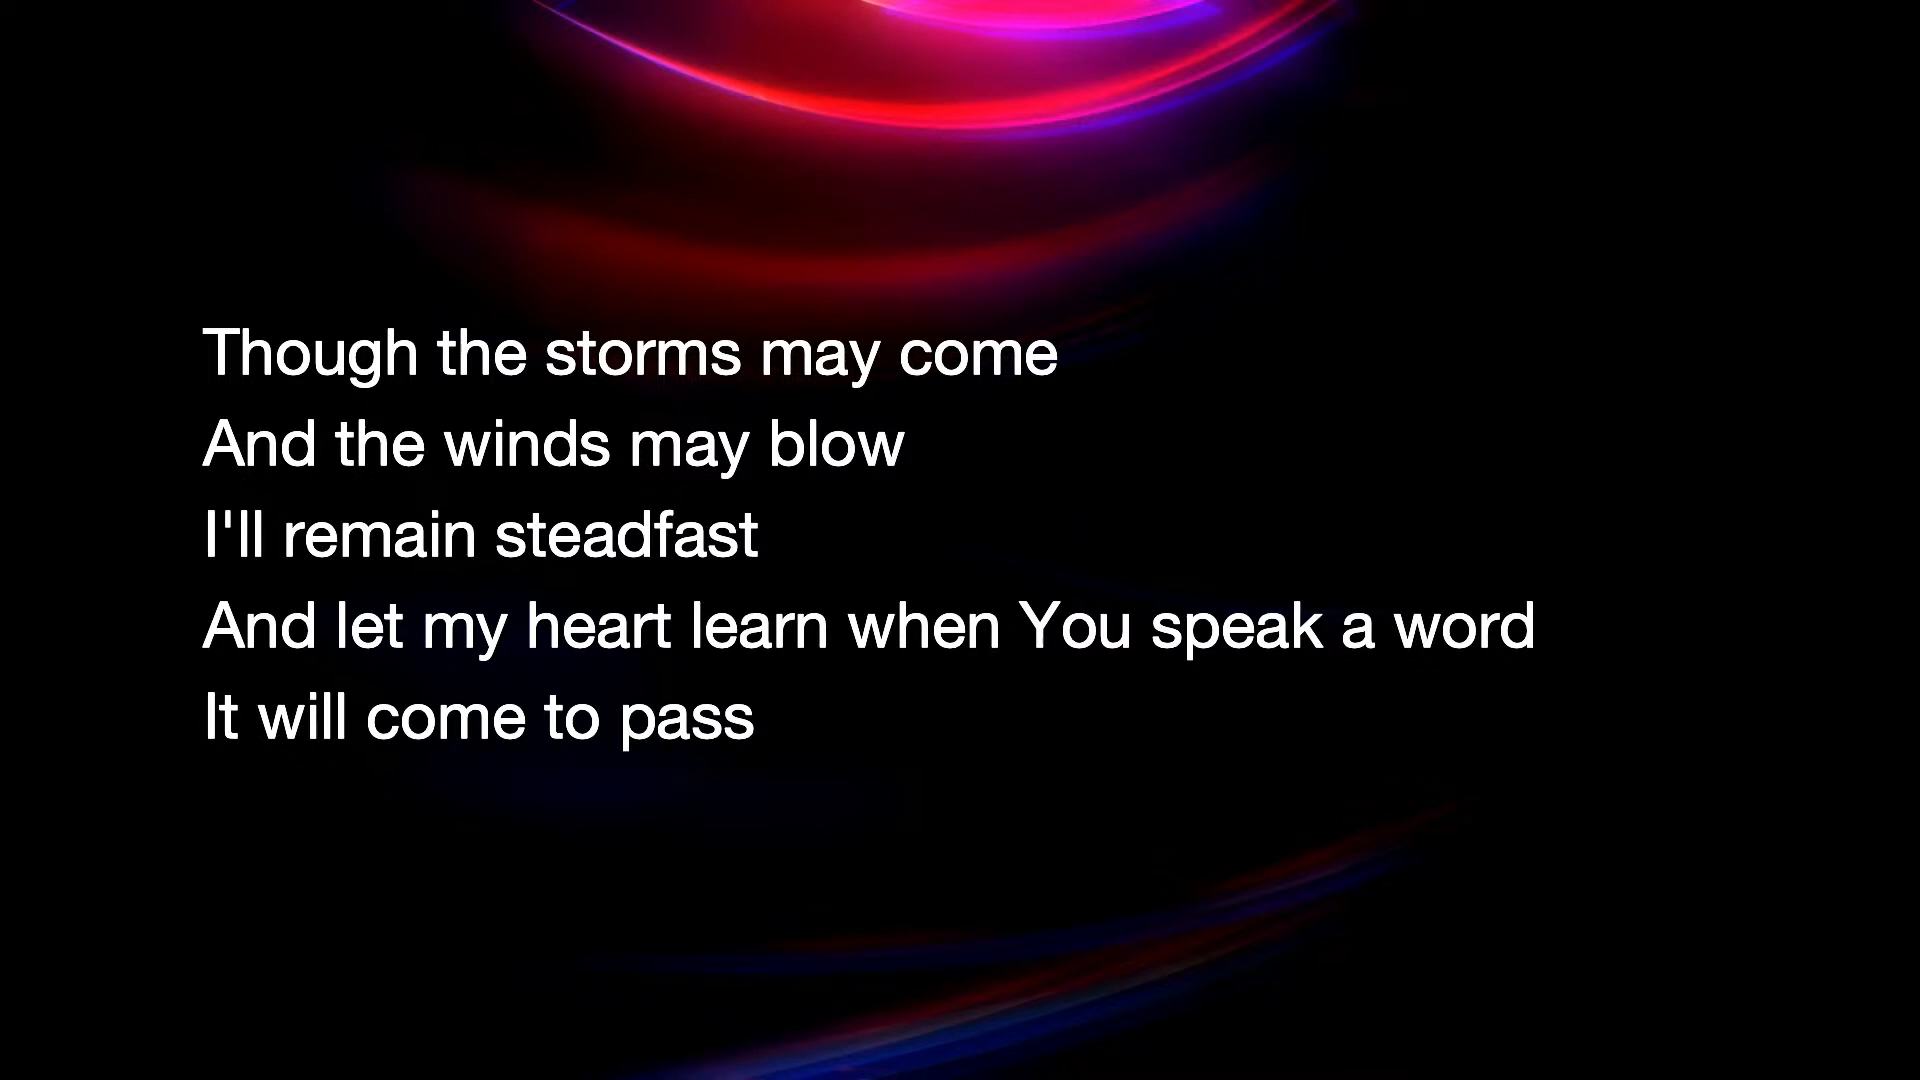 Though the storms may come
And the winds may blow
I'll remain steadfast
And let my heart learn when You speak a word
It will come to pass